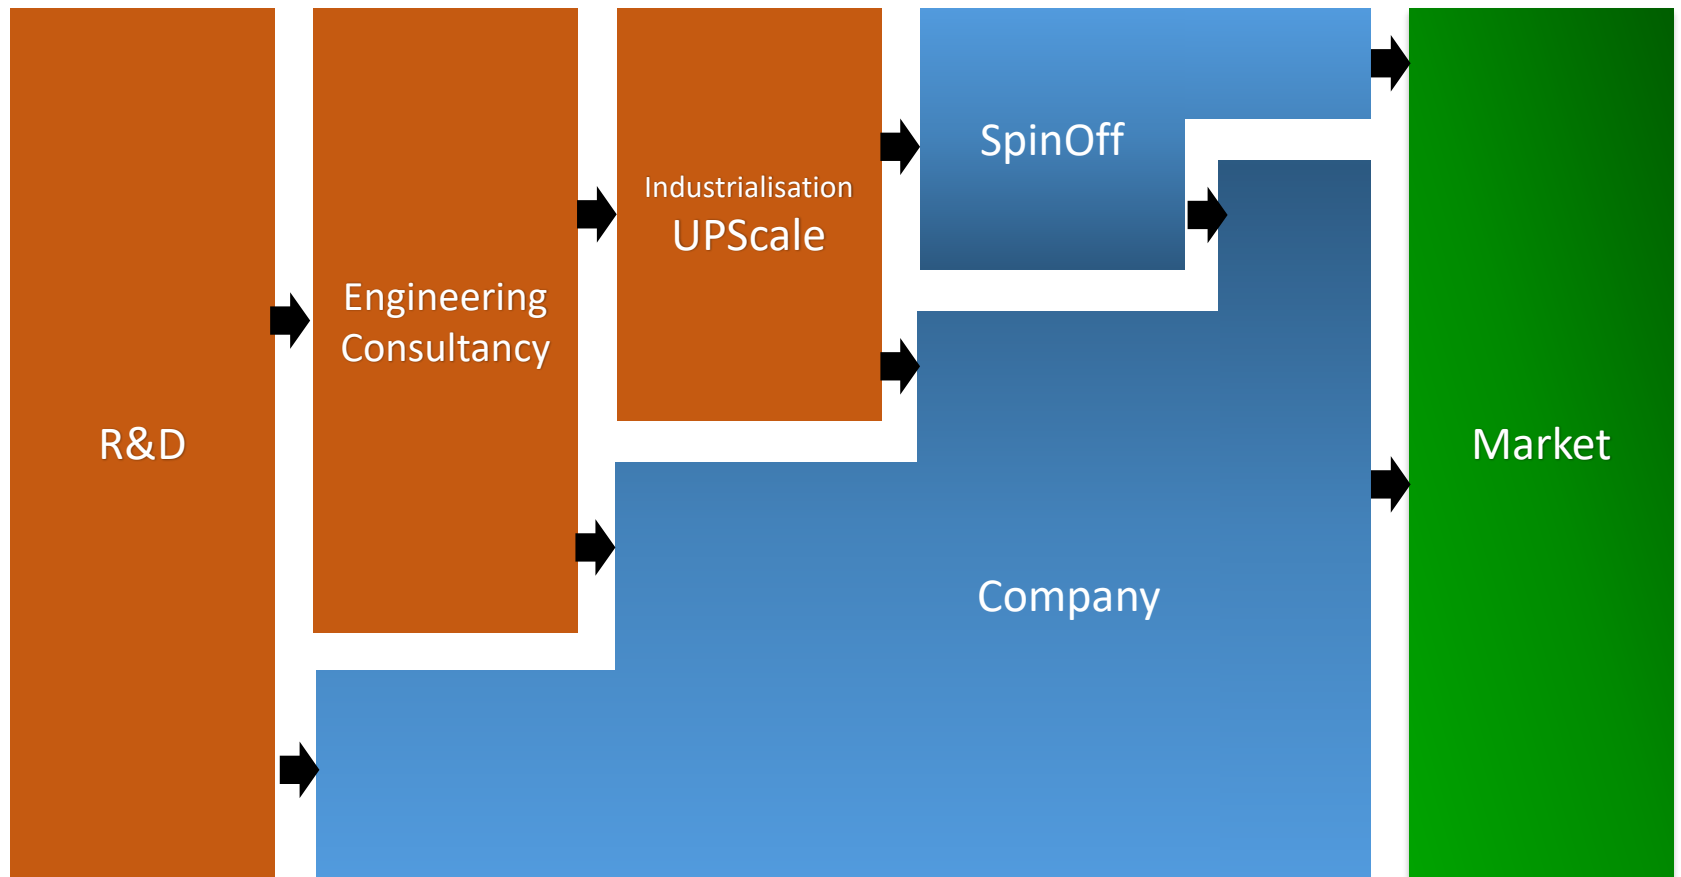 R&D
Engineering
Consultancy
Industrialisation
UPScale
SpinOff
Company
Market